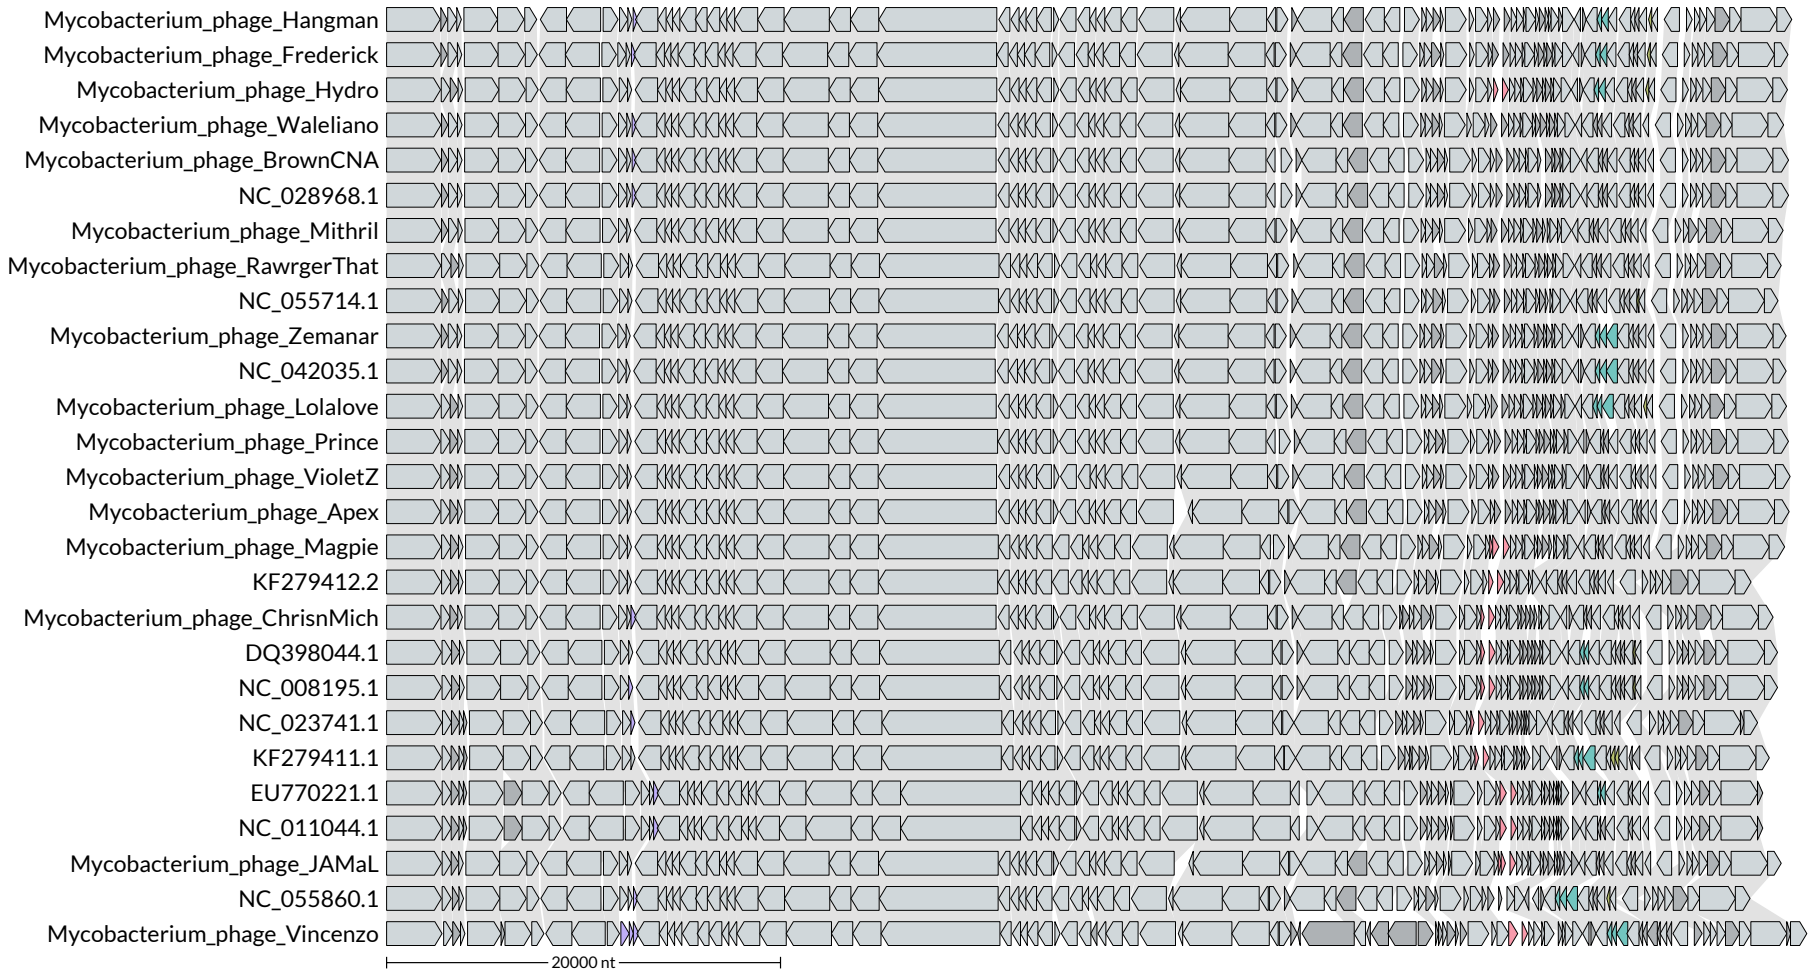 Mycobacterium_phage_Hangman
Mycobacterium_phage_Frederick
Mycobacterium_phage_Hydro
Mycobacterium_phage_Waleliano
Mycobacterium_phage_BrownCNA
NC_028968.1
Mycobacterium_phage_Mithril
Mycobacterium_phage_RawrgerThat
NC_055714.1
Mycobacterium_phage_Zemanar
NC_042035.1
Mycobacterium_phage_Lolalove
Mycobacterium_phage_Prince
Mycobacterium_phage_VioletZ
Mycobacterium_phage_Apex
Mycobacterium_phage_Magpie
KF279412.2
Mycobacterium_phage_ChrisnMich
DQ398044.1
NC_008195.1
NC_023741.1
KF279411.1
EU770221.1
NC_011044.1
Mycobacterium_phage_JAMaL
NC_055860.1
Mycobacterium_phage_Vincenzo
20000 nt